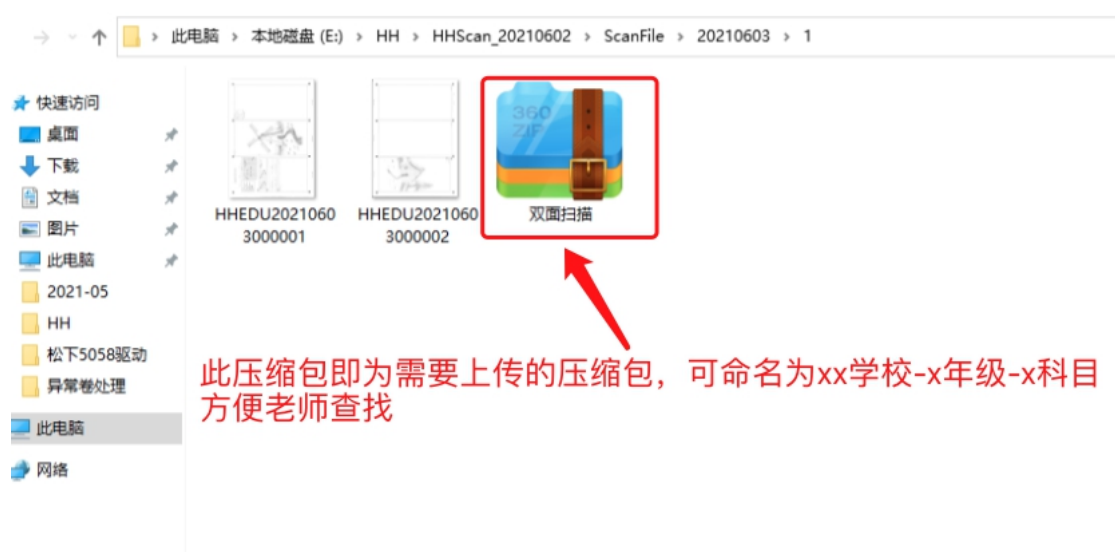 此电脑 > 本地磁盘 (E:) > HH > HHScan_20210602 > ScanFile > 20210603 > 1
快速访问
桌面
下载
文档
图片
此电脑
2021-05
HH
松下5058驱动
异常卷处理
此电脑
网络
HHEDU2021060
3000001
HHEDU2021060
3000002
360
ZIP
双面扫描
此压缩包即为需要上传的压缩包，可命名为xx学校-x年级-x科目
方便老师查找